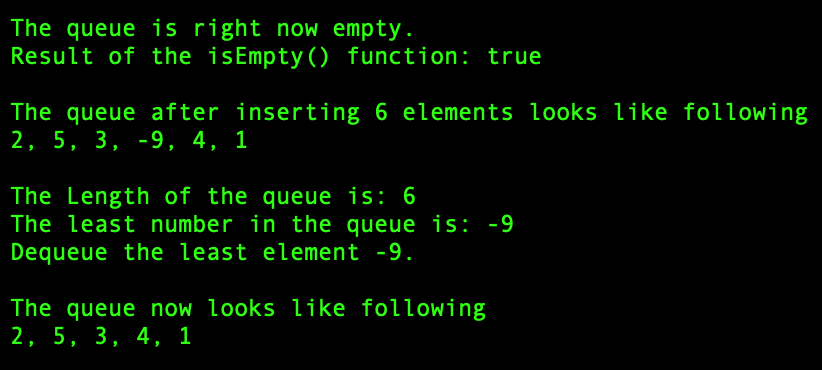 The queue is right now empty.
Result of the isEmpty() function: true
The queue after inserting 6 elements looks like following
2, 5, 3, -9, 4, 1
The Length of the queue is: 6
The least number in the queue is: -9
Dequeue the least element -9.
The queue now looks like following
2, 5, 3, 4, 1